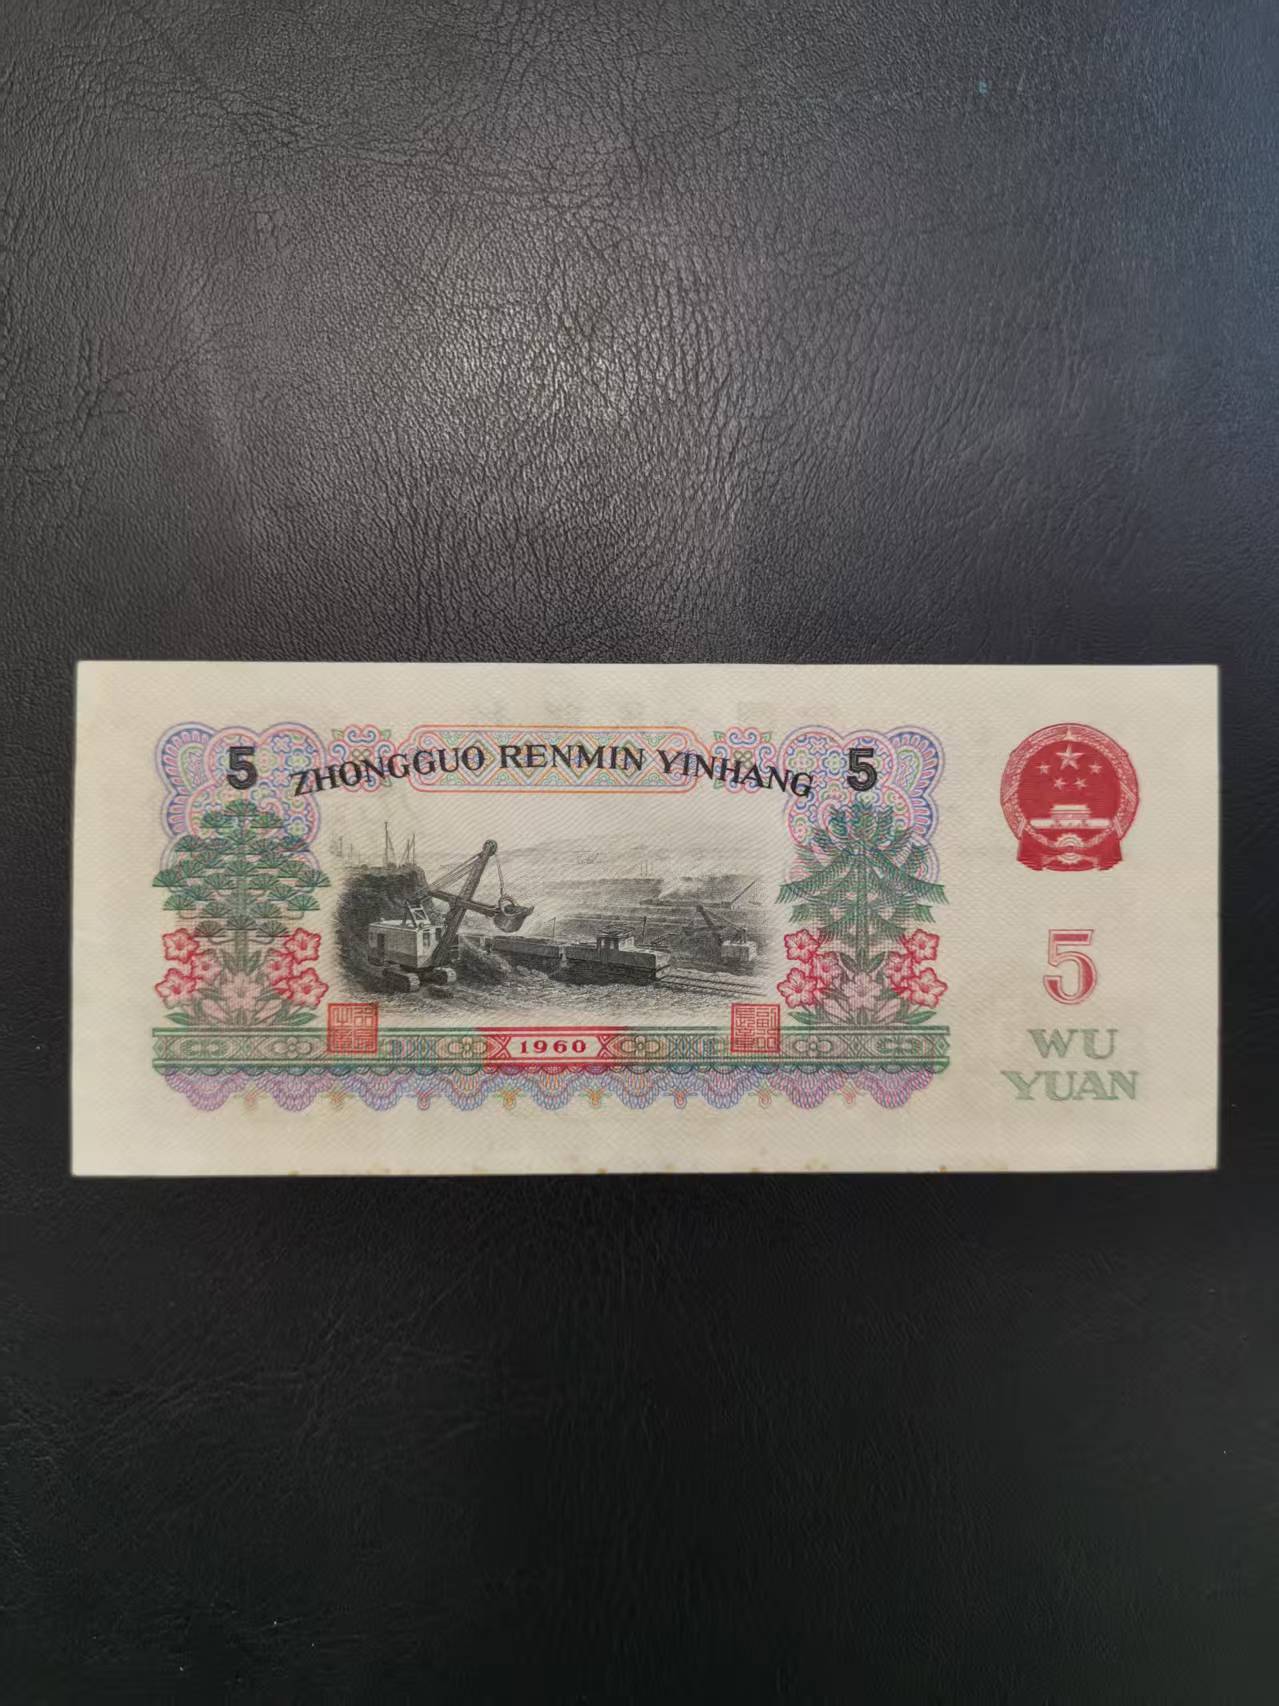 5 ZHONGGUO RENMIN YINHANG 5
1960
5
WU
YUAN